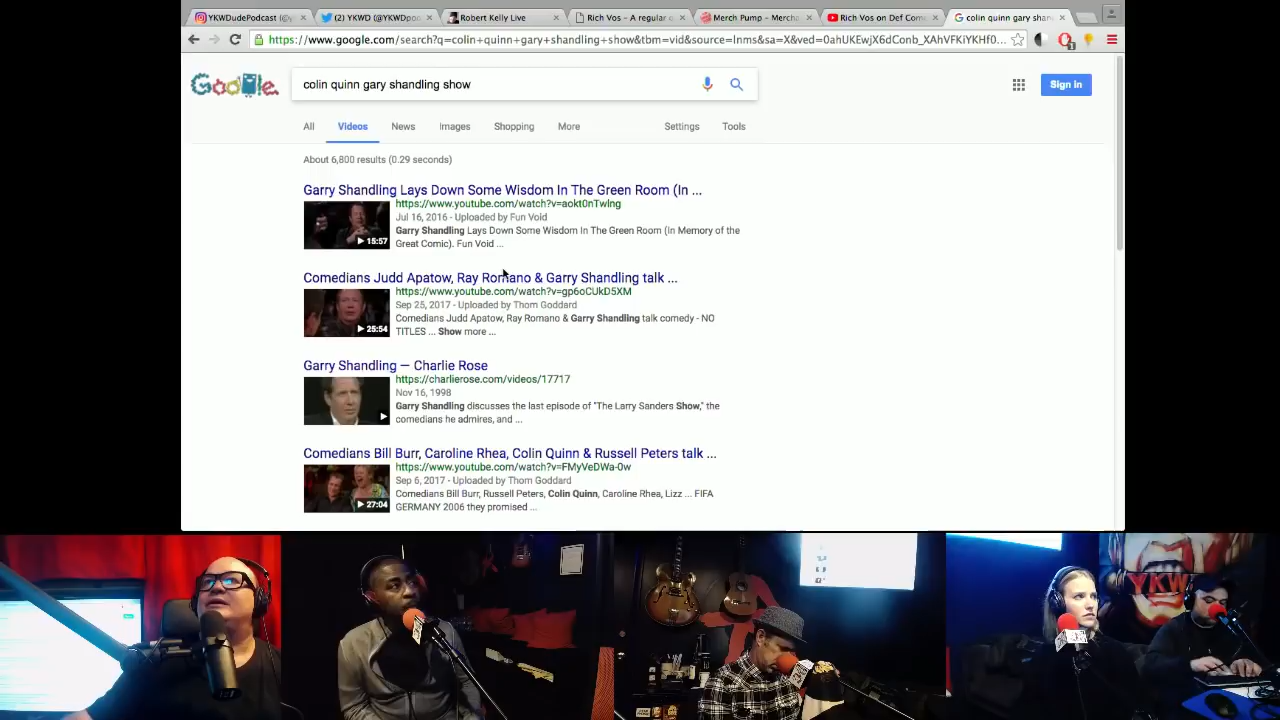 YKWDudePodcast (@y
(2) YKWD (@YKWDpod
Robert Kelly Live
Rich Vos – A regular g
Merch Pump – Mercha
Rich Vos on Def Come
colin quinn gary shan
https://www.google.com/search?q=colin+quinn+gary+shandling+show&tbm=vid&source=lnms&sa=X&ved=0ahUKEwjX6dConb_XAhVFKiYKHf0...
Google
colin quinn gary shandling show
Sign in
All
Videos
News
Images
Shopping
More
Settings
Tools
About 6,800 results (0.29 seconds)
Garry Shandling Lays Down Some Wisdom In The Green Room (In ...
https://www.youtube.com/watch?v=aokt0nTwlng
Jul 16, 2016 - Uploaded by Fun Void
Garry Shandling Lays Down Some Wisdom In The Green Room (In Memory of the
Great Comic). Fun Void ...
15:57
Comedians Judd Apatow, Ray Romano & Garry Shandling talk ...
https://www.youtube.com/watch?v=gp6oCUkD5XM
Sep 25, 2017 - Uploaded by Thom Goddard
Comedians Judd Apatow, Ray Romano & Garry Shandling talk comedy - NO
TITLES ... Show more ...
25:54
Garry Shandling — Charlie Rose
https://charlierose.com/videos/17717
Nov 16, 1998
Garry Shandling discusses the last episode of "The Larry Sanders Show," the
comedians he admires, and ...
Comedians Bill Burr, Caroline Rhea, Colin Quinn & Russell Peters talk ...
https://www.youtube.com/watch?v=FMyVeDWa-0w
Sep 6, 2017 - Uploaded by Thom Goddard
Comedians Bill Burr, Russell Peters, Colin Quinn, Caroline Rhea, Lizz ... FIFA
GERMANY 2006 they promised ...
27:04
YKW